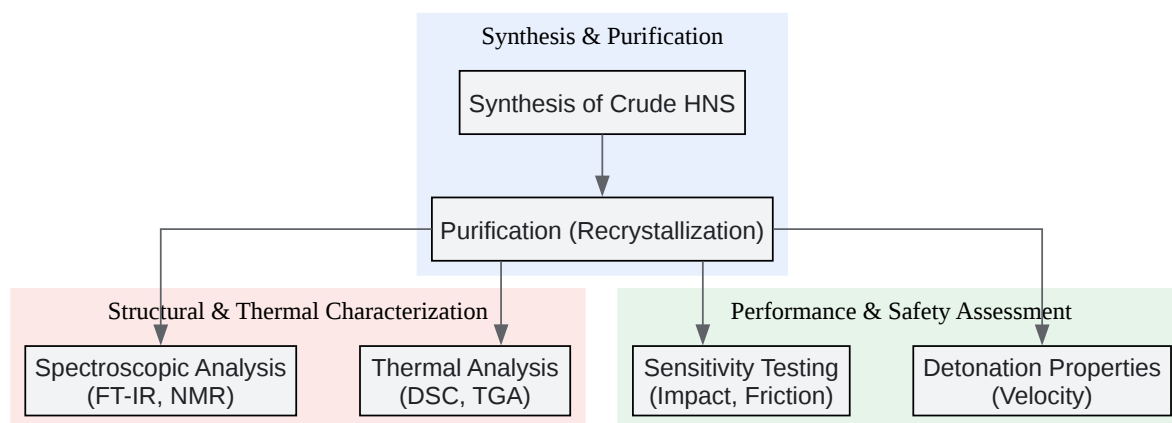 Synthesis & Purification
Synthesis of Crude HNS
Purification (Recrystallization)
Structural & Thermal Characterization
Spectroscopic Analysis
(FT-IR, NMR)
Thermal Analysis
(DSC, TGA)
Performance & Safety Assessment
Sensitivity Testing
(Impact, Friction)
Detonation Properties
(Velocity)